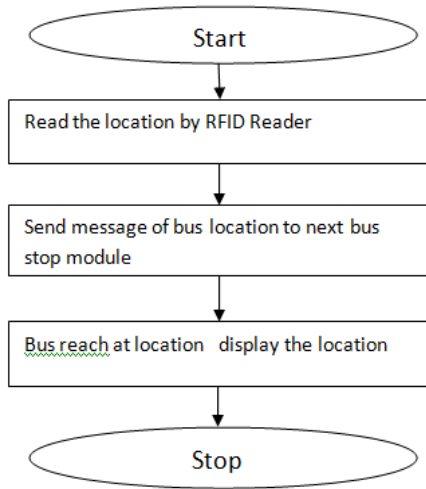 Start
Read the location by RFID Reader
Send message of bus location to next bus
stop module
Bus reach at location   display the location
Stop